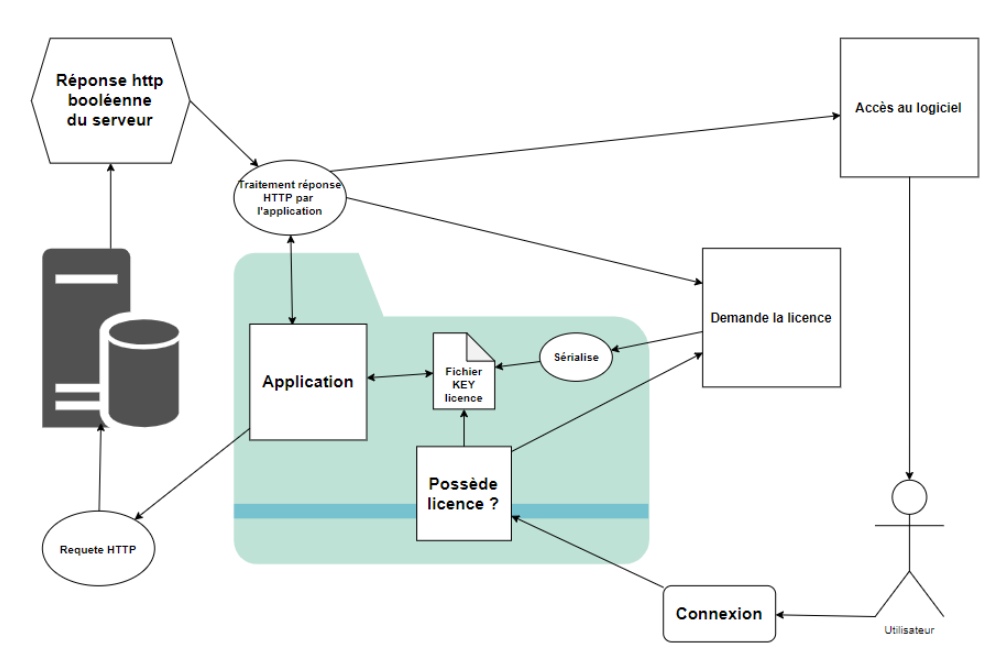 Réponse http
booléenne
du serveur
Accès au logiciel
Traitement réponse
HTTP par
l'application
Demande la licence
Sérialise
Application
Fichier
KEY
licence
Possède
licence ?
Requete HTTP
Connexion
Utilisateur